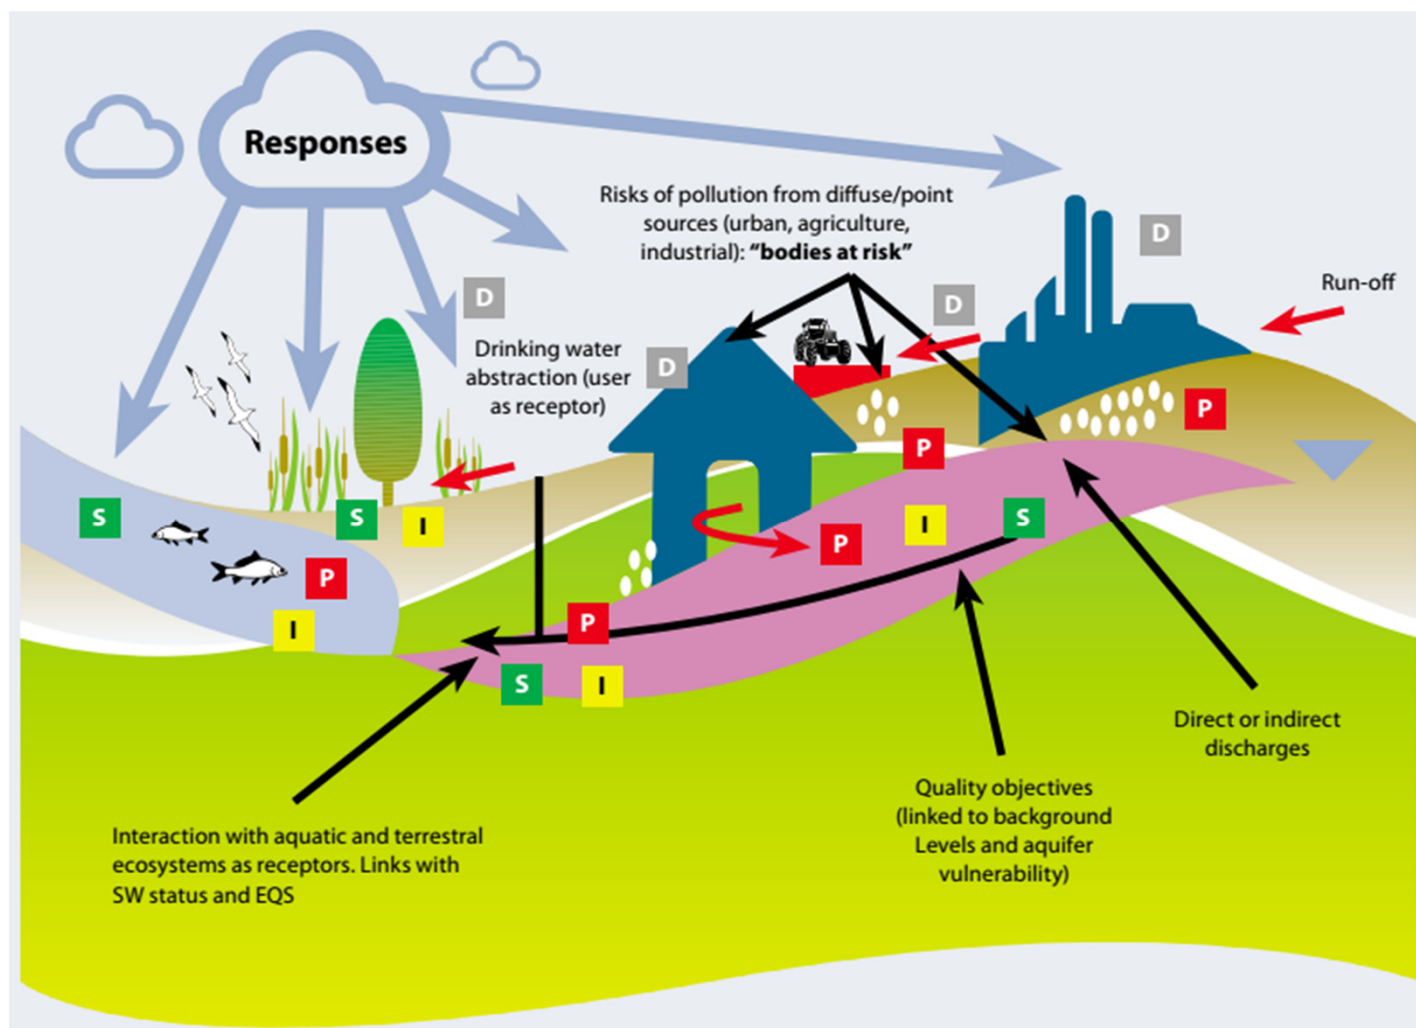 Responses
Risks of pollution from diffuse/point
sources (urban, agriculture,
industrial): “bodies at risk”
D
Run-off
D
D
Drinking water
abstraction (user
as receptor)
D
P
P
S
S
I
I
S
P
P
I
P
S
I
Direct or indirect
discharges
Quality objectives
(linked to background
Levels and aquifer
vulnerability)
Interaction with aquatic and terrestral
ecosystems as receptors. Links with
SW status and EQS